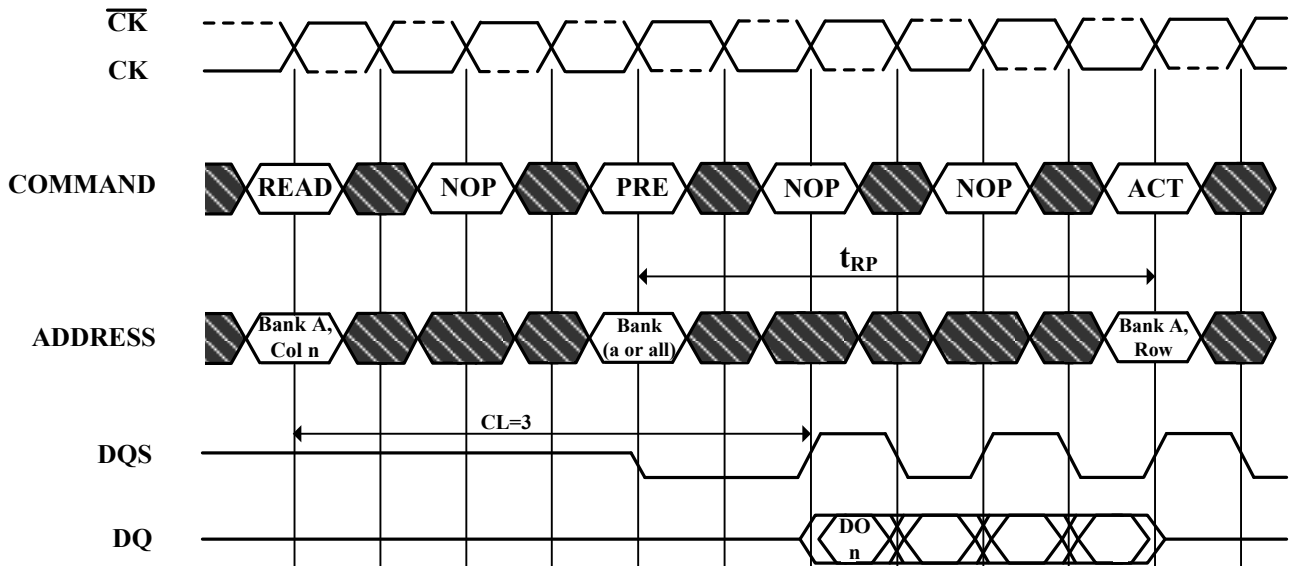 CK
CK
COMMAND
READ
NOP
PRE
NOP
NOP
ACT
tRP
ADDRESS
Bank A,
Col n
Bank
(a or all)
Bank A,
Row
CL=3
DQS
DQ
DO
n